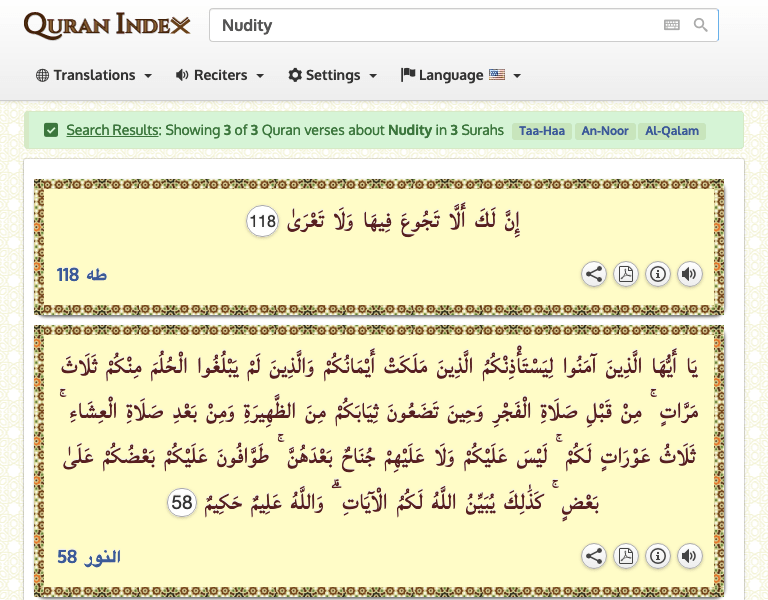 QURAN INDEX
Nudity
Translations
Reciters
Settings
Language
Search Results: Showing 3 of 3 Quran verses about Nudity in 3 Surahs Taa-Haa An-Noor Al-Qalam
إِنَّ لَكَ أَلَّا تَجُوعَ فِيهَا وَلَا تَعْرَىٰ 118
طه 118
يَا أَيُّهَا الَّذِينَ آمَنُوا لِيَسْتَأْذِنْكُمُ الَّذِينَ مَلَكَتْ أَيْمَانُكُمْ وَالَّذِينَ لَمْ يَبْلُغُوا الْحُلُمَ مِنْكُمْ ثَلَاثَ
مَرَّاتٍ ۚ مِنْ قَبْلِ صَلَاةِ الْفَجْرِ وَحِينَ تَضَعُونَ ثِيَابَكُمْ مِنَ الظَّهِيرَةِ وَمِنْ بَعْدِ صَلَاةِ الْعِشَاءِ ۚ
ثَلَاثُ عَوْرَاتٍ لَكُمْ ۚ لَيْسَ عَلَيْكُمْ وَلَا عَلَيْهِمْ جُنَاحٌ بَعْدَهُنَّ ۚ طَوَّافُونَ عَلَيْكُمْ بَعْضُكُمْ عَلَىٰ
بَعْضٍ ۚ كَذَٰلِكَ يُبَيِّنُ اللَّهُ لَكُمُ الْآيَاتِ ۗ وَاللَّهُ عَلِيمٌ حَكِيمٌ 58
النور 58